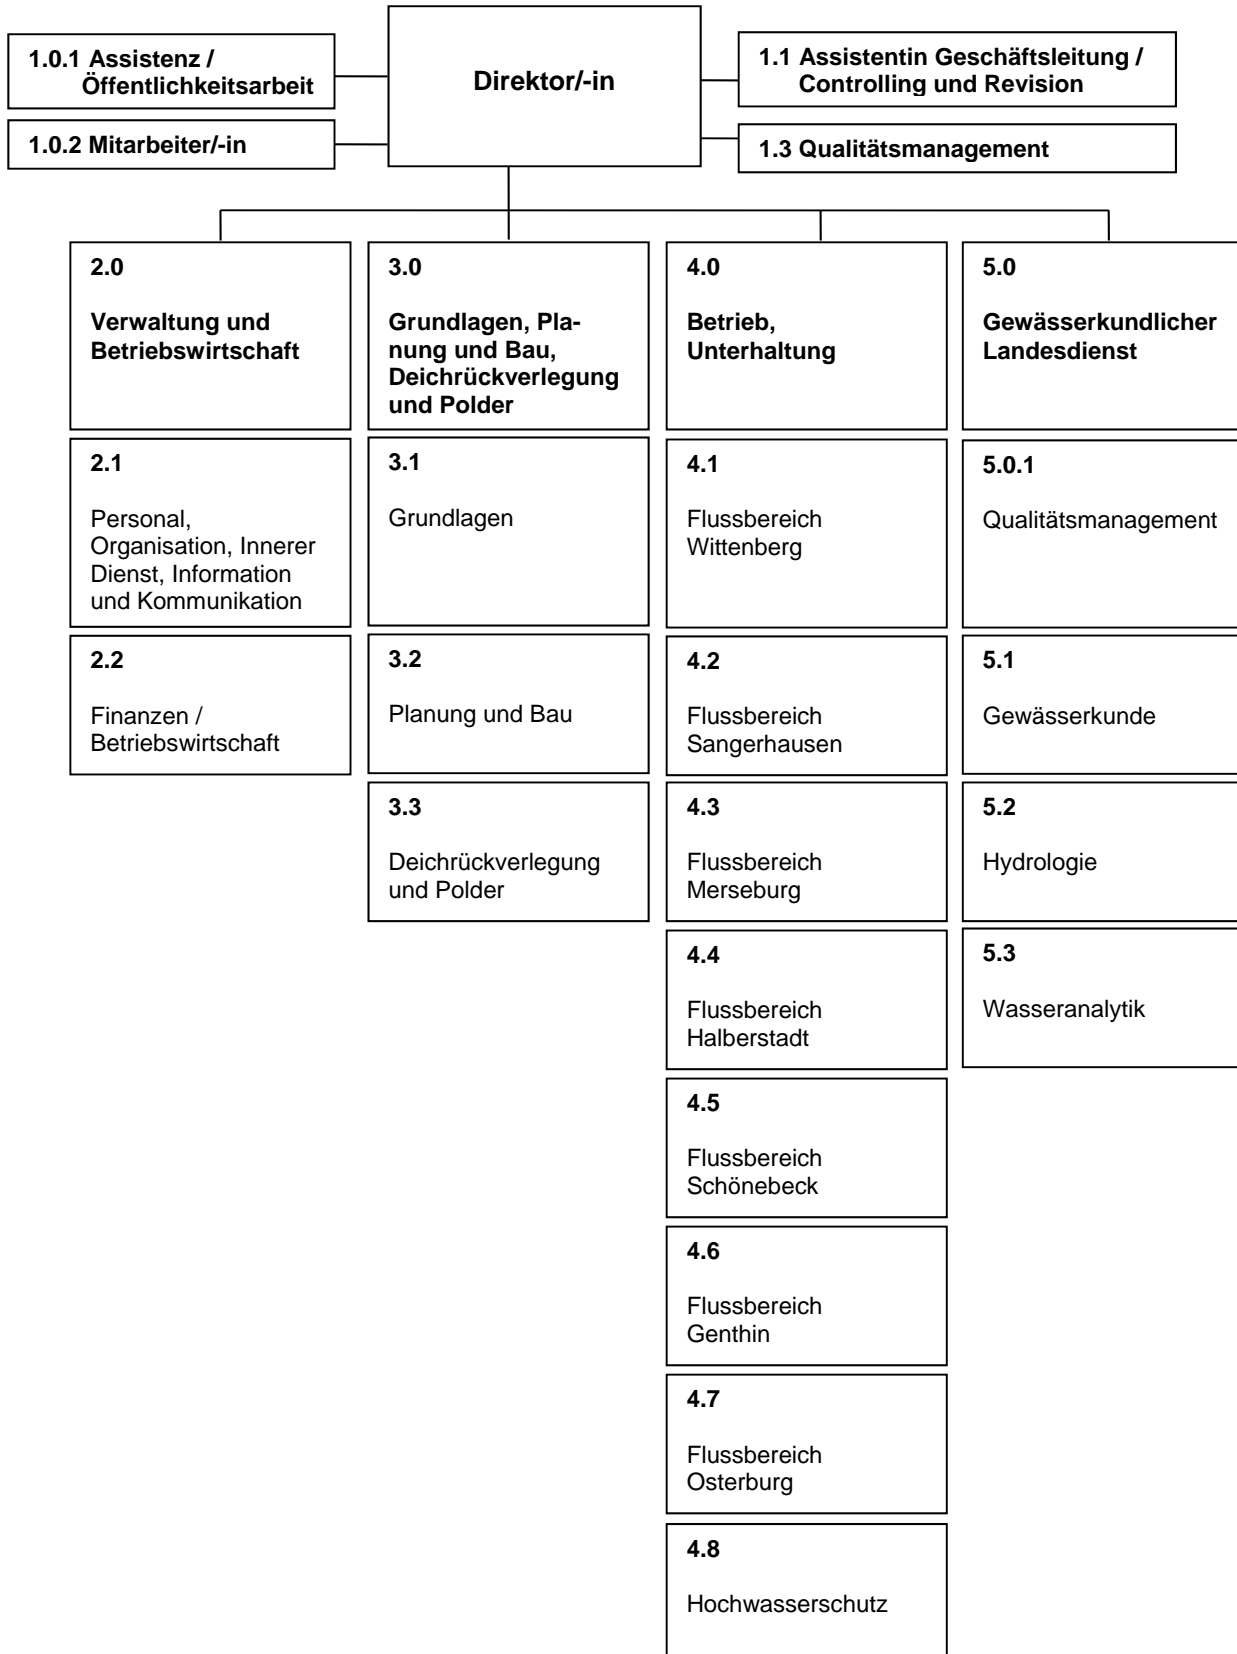 1.0.1 Assistenz /
Öffentlichkeitsarbeit
1.0.2 Mitarbeiter/-in
Direktor/-in
1.1 Assistentin Geschäftsleitung /
Controlling und Revision
1.3 Qualitätsmanagement
2.0
Verwaltung und
Betriebswirtschaft
2.1
Personal,
Organisation, Innerer
Dienst, Information
und Kommunikation
2.2
Finanzen /
Betriebswirtschaft
3.0
Grundlagen, Pla-
nung und Bau,
Deichrückverlegung
und Polder
3.1
Grundlagen
3.2
Planung und Bau
3.3
Deichrückverlegung
und Polder
4.0
Betrieb,
Unterhaltung
4.1
Flussbereich
Wittenberg
4.2
Flussbereich
Sangerhausen
4.3
Flussbereich
Merseburg
4.4
Flussbereich
Halberstadt
4.5
Flussbereich
Schönebeck
4.6
Flussbereich
Genthin
4.7
Flussbereich
Osterburg
4.8
Hochwasserschutz
5.0
Gewässerkundlicher
Landesdienst
5.0.1
Qualitätsmanagement
5.1
Gewässerkunde
5.2
Hydrologie
5.3
Wasseranalytik